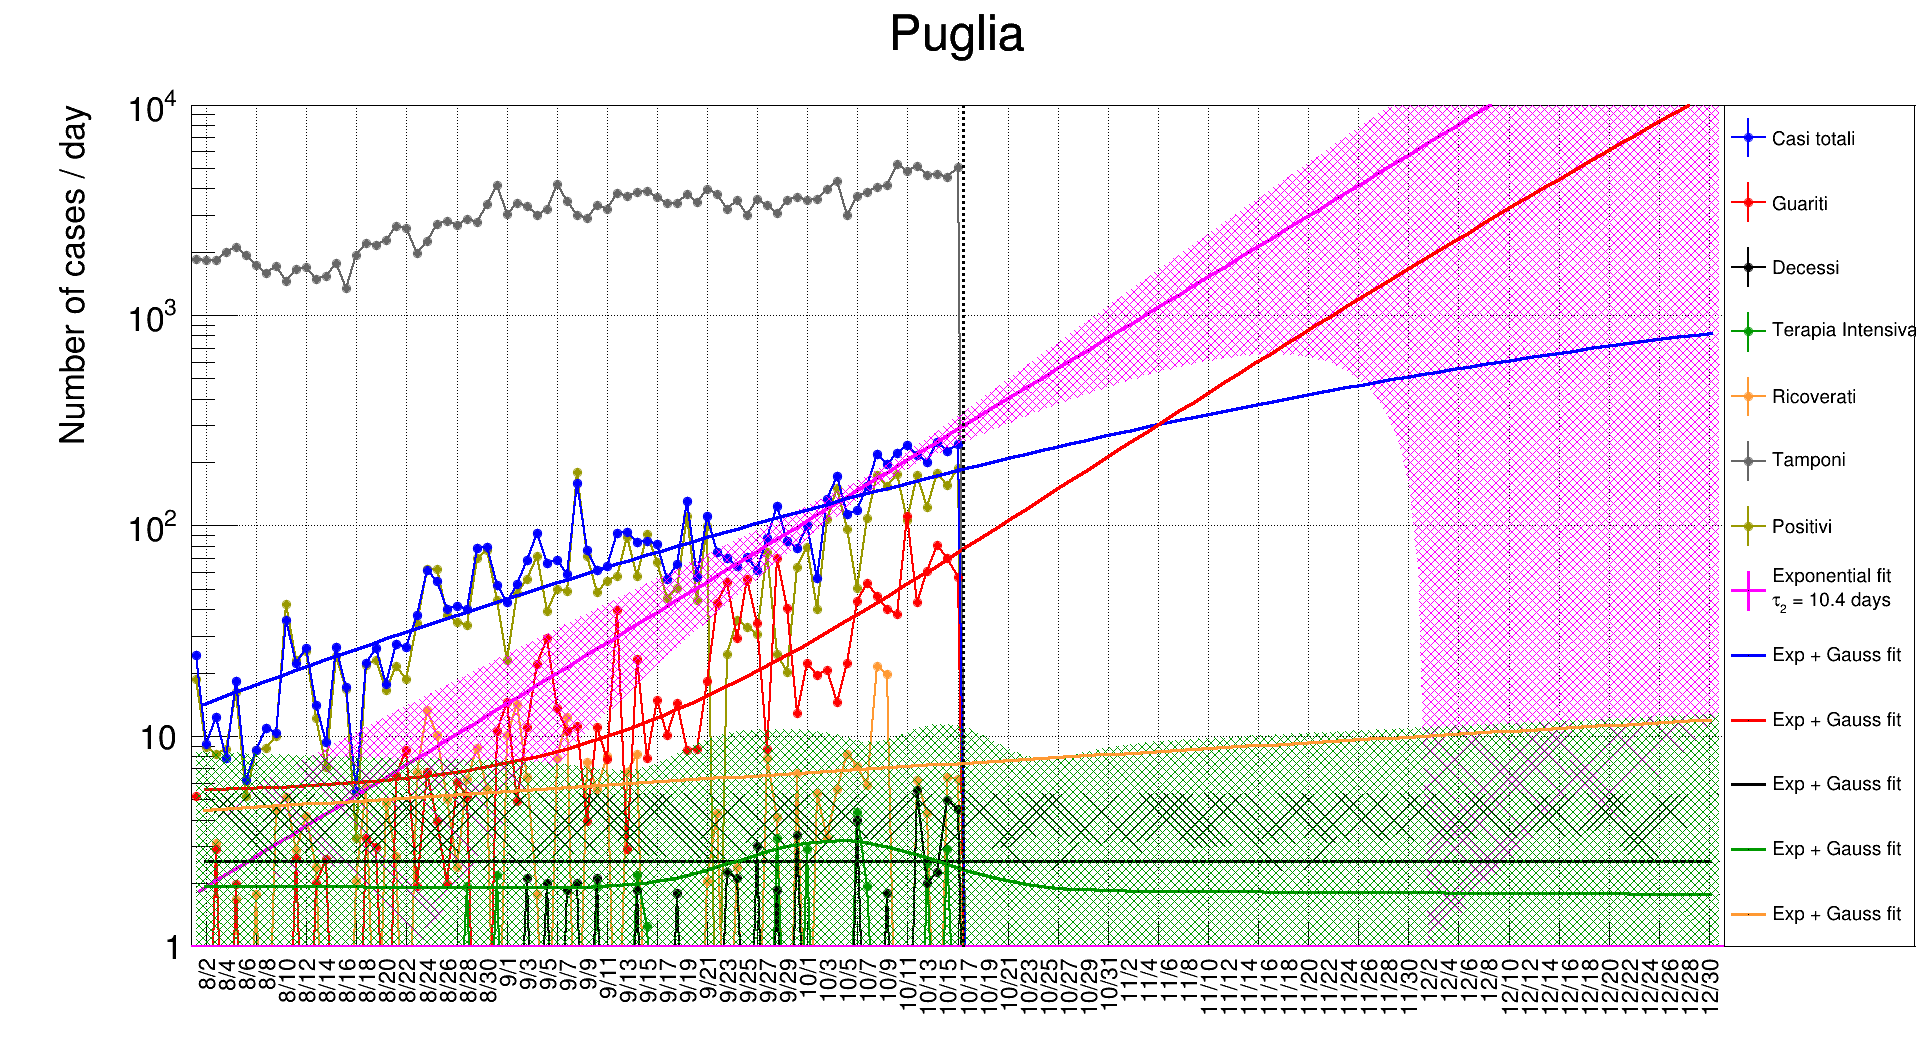 Puglia
Number of cases / day
10^4
10^3
10^2
10
1
8/2 8/4 8/6 8/8 8/10 8/12 8/14 8/16 8/18 8/20 8/22 8/24 8/26 8/28 8/30 9/1 9/3 9/5 9/7 9/9 9/11 9/13 9/15 9/17 9/19 9/21 9/23 9/25 9/27 9/29 10/1 10/3 10/5 10/7 10/9 10/11 10/13 10/15 10/17 10/19 10/21 10/23 10/25 10/27 10/29 10/31 11/2 11/4 11/6 11/8 11/10 11/12 11/14 11/16 11/18 11/20 11/22 11/24 11/26 11/28 11/30 12/2 12/4 12/6 12/8 12/10 12/12 12/14 12/16 12/18 12/20 12/22 12/24 12/26 12/28 12/30
Casi totali
Guariti
Decessi
Terapia Intensiva
Ricoverati
Tamponi
Positivi
Exponential fit
τ2 = 10.4 days
Exp + Gauss fit
Exp + Gauss fit
Exp + Gauss fit
Exp + Gauss fit
Exp + Gauss fit